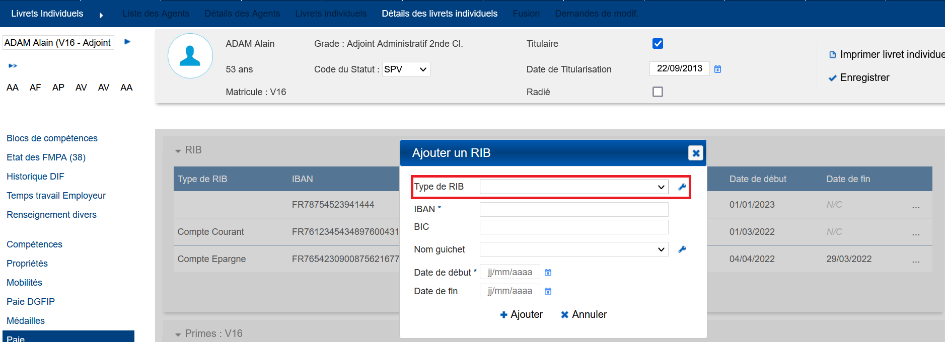 Livrets Individuels Liste des Agents Détails des Agents Livrets Individuels Détails des livrets individuels Fusion Demandes de modif.
ADAM Alain (V16 - Adjoint
AA AF AP AV AV AA
ADAM Alain Grade : Adjoint Administratif 2nde Cl. Titulaire
53 ans Code du Statut : SPV Date de Titularisation 22/09/2013
Matricule : V16 Radié
Imprimer livret individue
Enregistrer
Blocs de compétences
Etat des FMPA (38)
Historique DIF
Temps travail Employeur
Renseignement divers
Compétences
Propriétés
Mobilités
Paie DGFIP
Médailles
Paie
RIB
Type de RIB IBAN Date de début Date de fin
FR78754523941444 01/01/2023 N/C ...
Compte Courant FR7612345434897600431 01/03/2022 N/C ...
Compte Epargne FR7654230900875621677 04/04/2022 29/03/2022 ...
Primes : V16
Ajouter un RIB
Type de RIB
IBAN *
BIC
Nom guichet
Date de début * jj/mm/aaaa
Date de fin jj/mm/aaaa
Ajouter Annuler